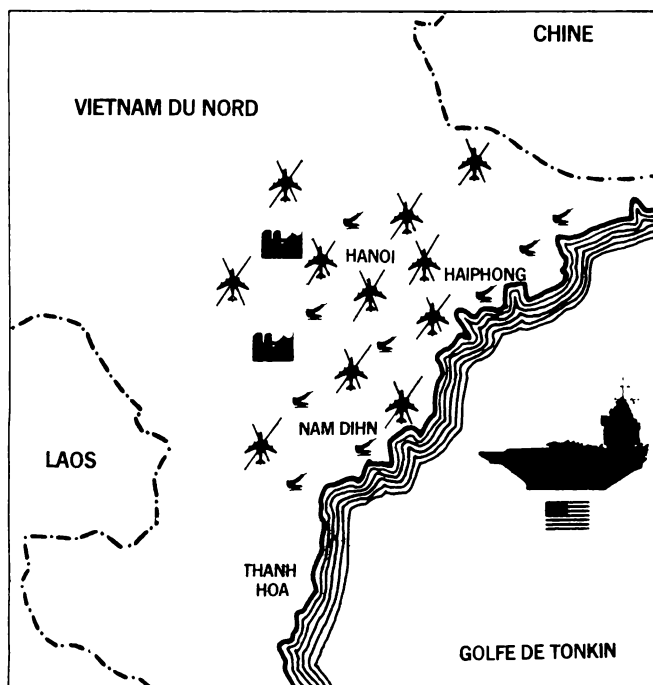 CHINE
VIETNAM DU NORD
HANOI
HAIPHONG
NAM DIHN
LAOS
THANH
HOA
GOLFE DE TONKIN